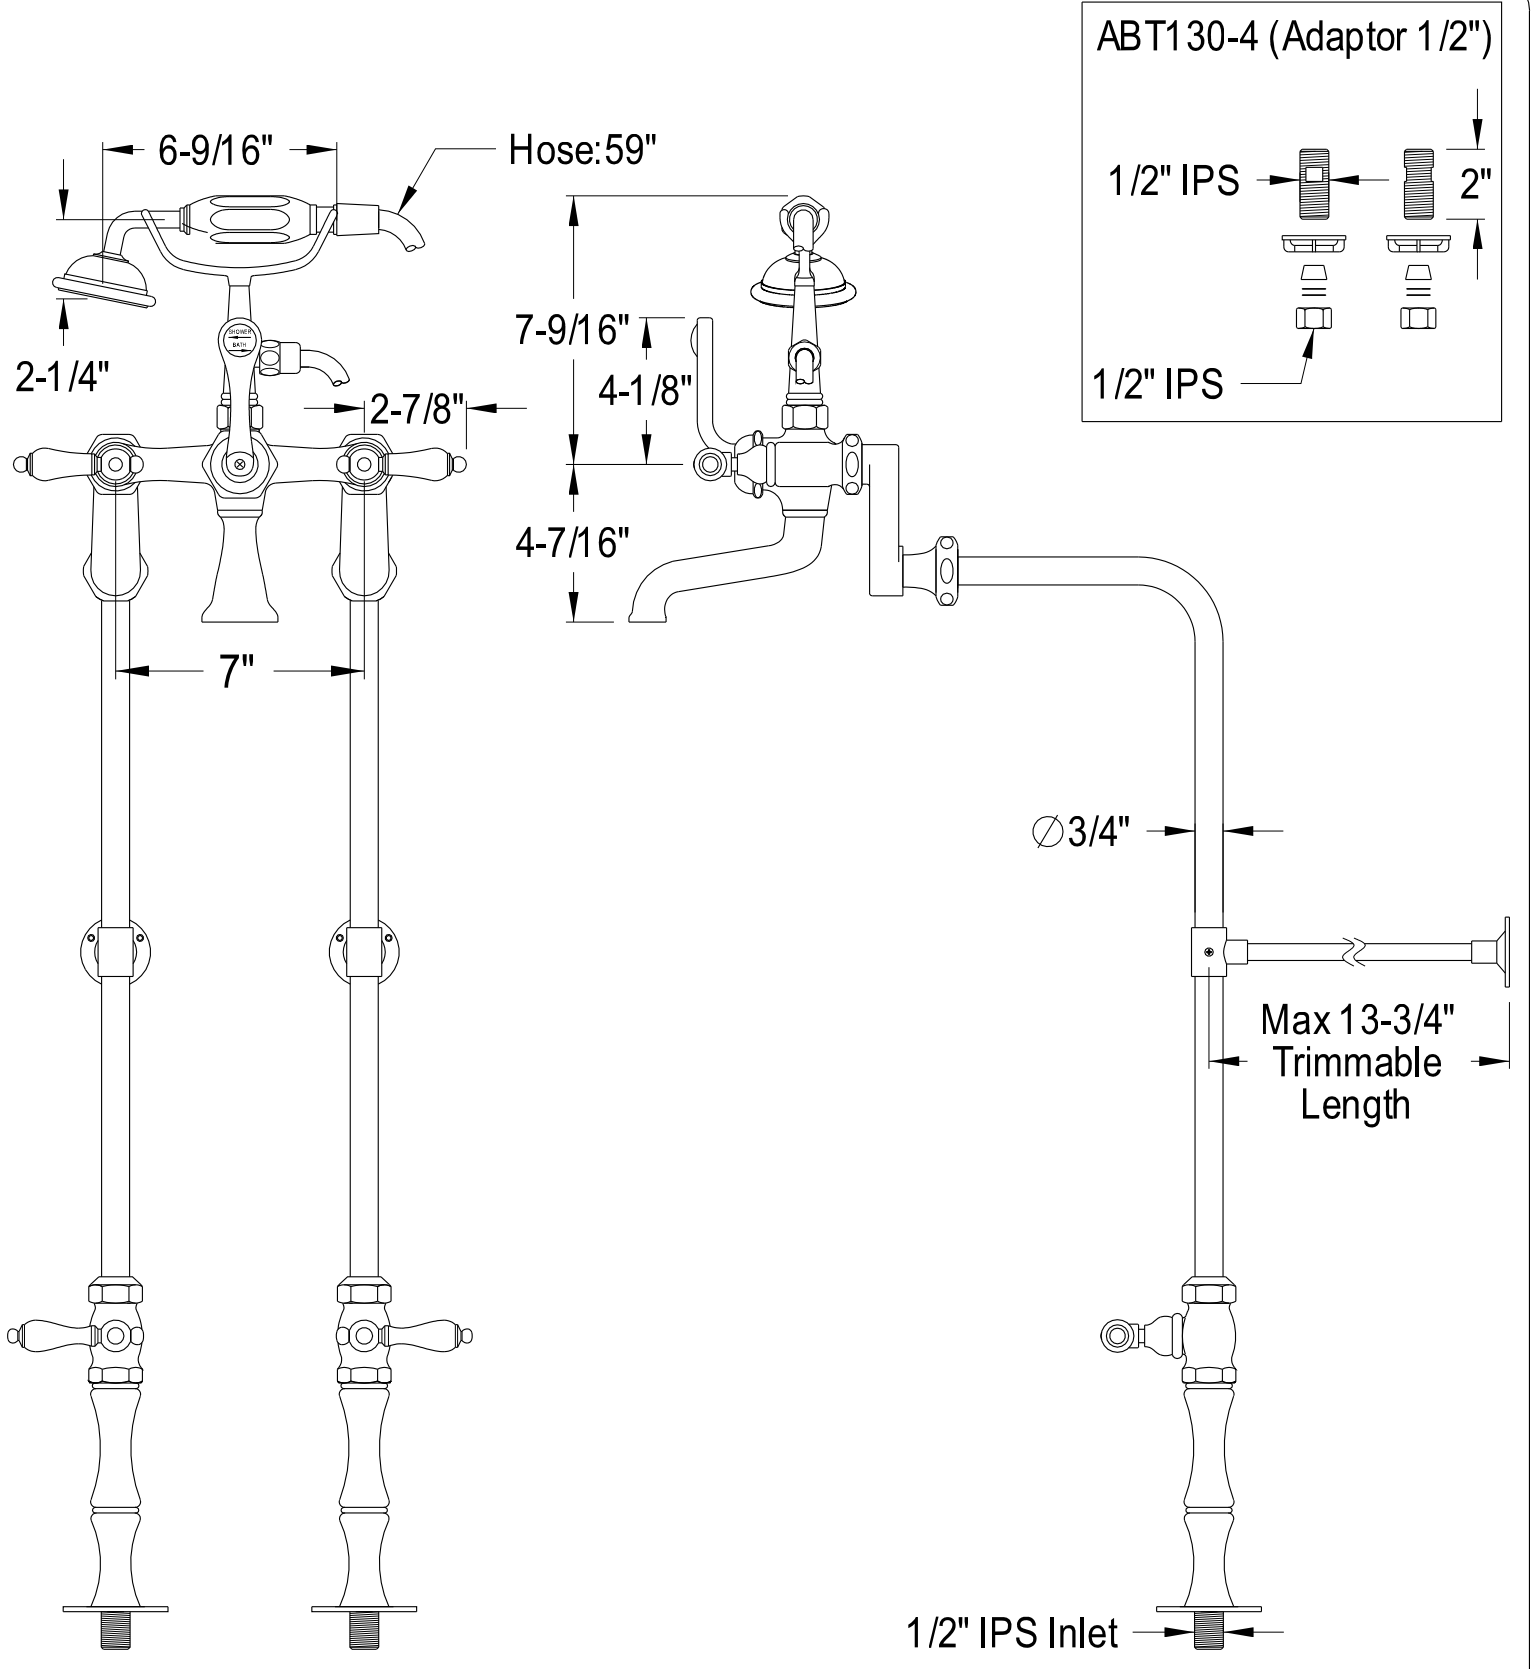 ABT130-4 (Adaptor 1/2")
6-9/16"
Hose:59"
1/2" IPS
2"
7-9/16"
SHOWER
BATH
2-1/4"
4-1/8"
1/2" IPS
2-7/8"
4-7/16"
7"
∅3/4"
Max 13-3/4"
Trimmable
Length
1/2" IPS Inlet